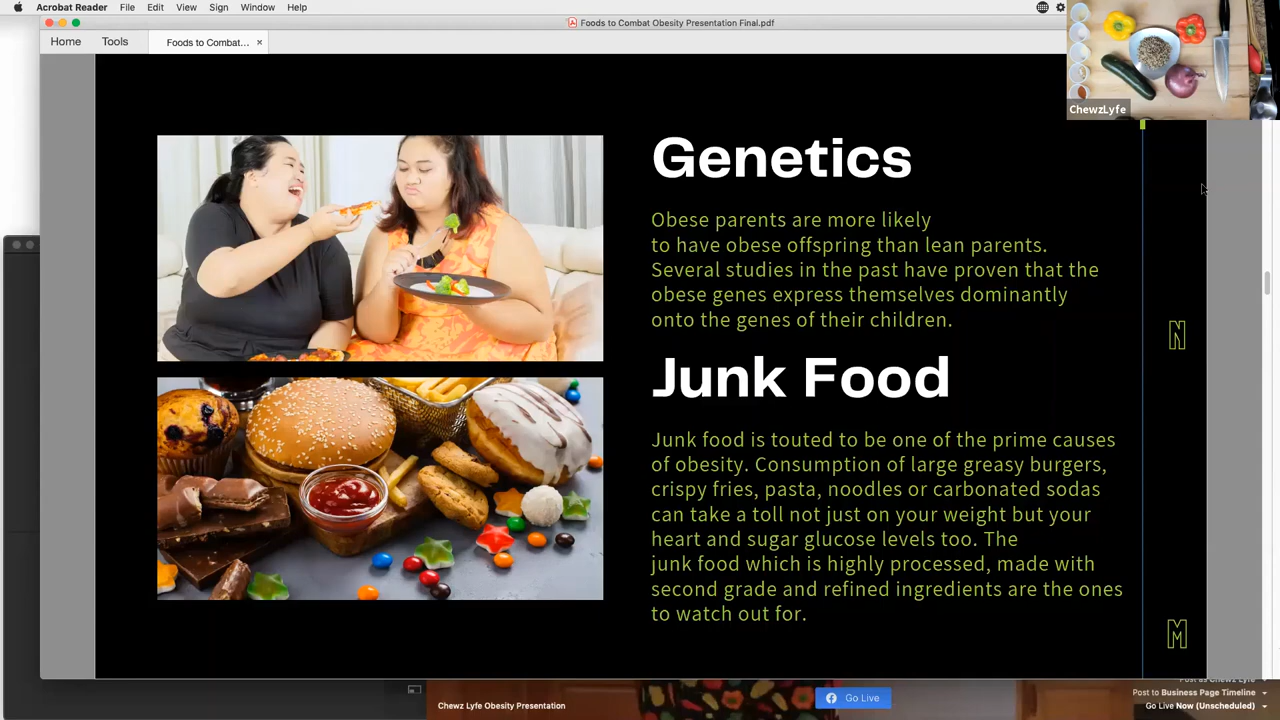 Acrobat Reader File Edit View Sign Window Help
Foods to Combat Obesity Presentation Final.pdf
Home Tools Foods to Combat... ×
ChewzLyfe
Genetics
Obese parents are more likely
to have obese offspring than lean parents.
Several studies in the past have proven that the
obese genes express themselves dominantly
onto the genes of their children.
N
Junk Food
Junk food is touted to be one of the prime causes
of obesity. Consumption of large greasy burgers,
crispy fries, pasta, noodles or carbonated sodas
can take a toll not just on your weight but your
heart and sugar glucose levels too. The
junk food which is highly processed, made with
second grade and refined ingredients are the ones
to watch out for.
M
Post as Chewz Lyfe
Post to Business Page Timeline
Chewz Lyfe Obesity Presentation
Go Live
Go Live Now (Unscheduled)